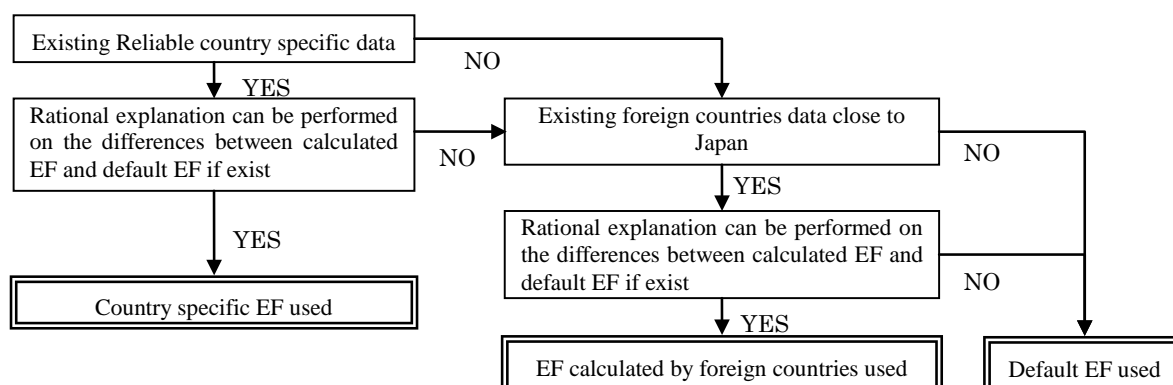 Existing Reliable country specific data
NO
YES
Rational explanation can be performed
on the differences between calculated
EF and default EF if exist
NO
Existing foreign countries data close to
Japan
NO
YES
YES
Rational explanation can be performed on
the differences between calculated EF and
default EF if exist
NO
Country specific EF used
YES
EF calculated by foreign countries used
Default EF used